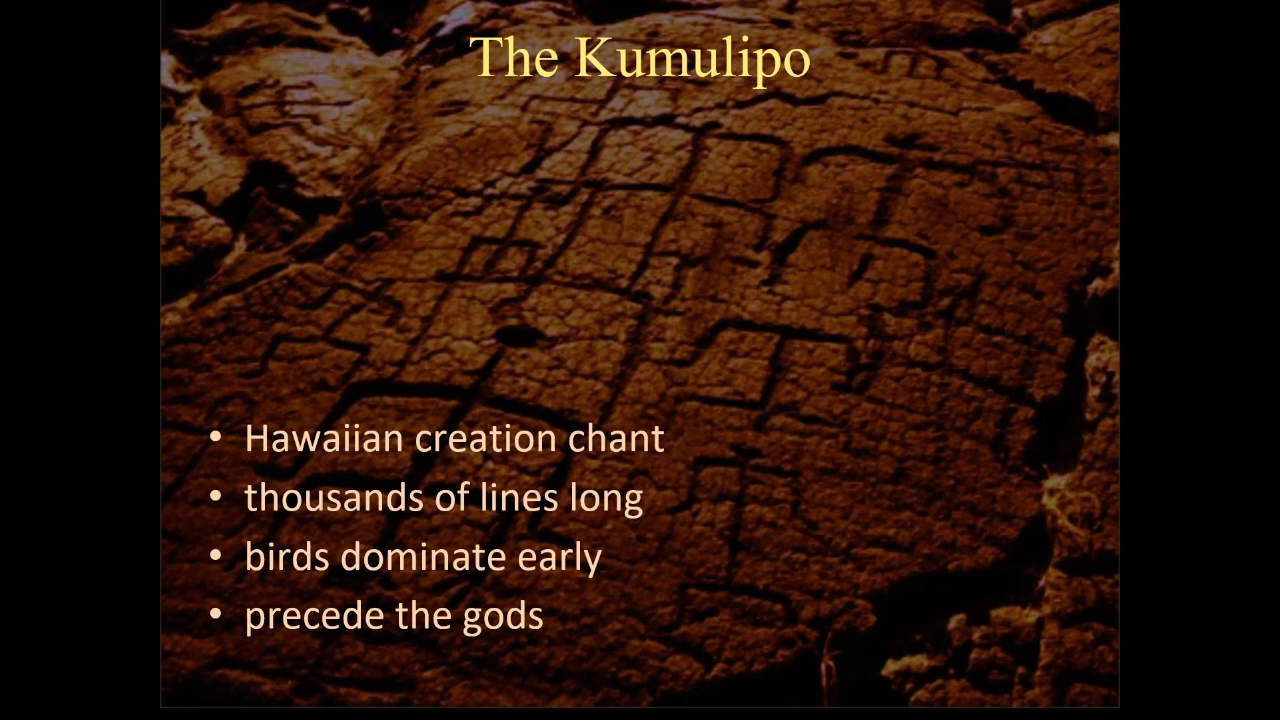 The Kumulipo
• Hawaiian creation chant
• thousands of lines long
• birds dominate early
• precede the gods